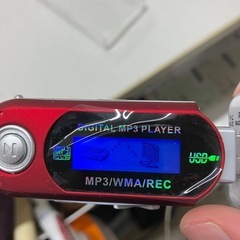 DIGITAL MP3 PLAYER
M
USB
MP3/WMA/REC